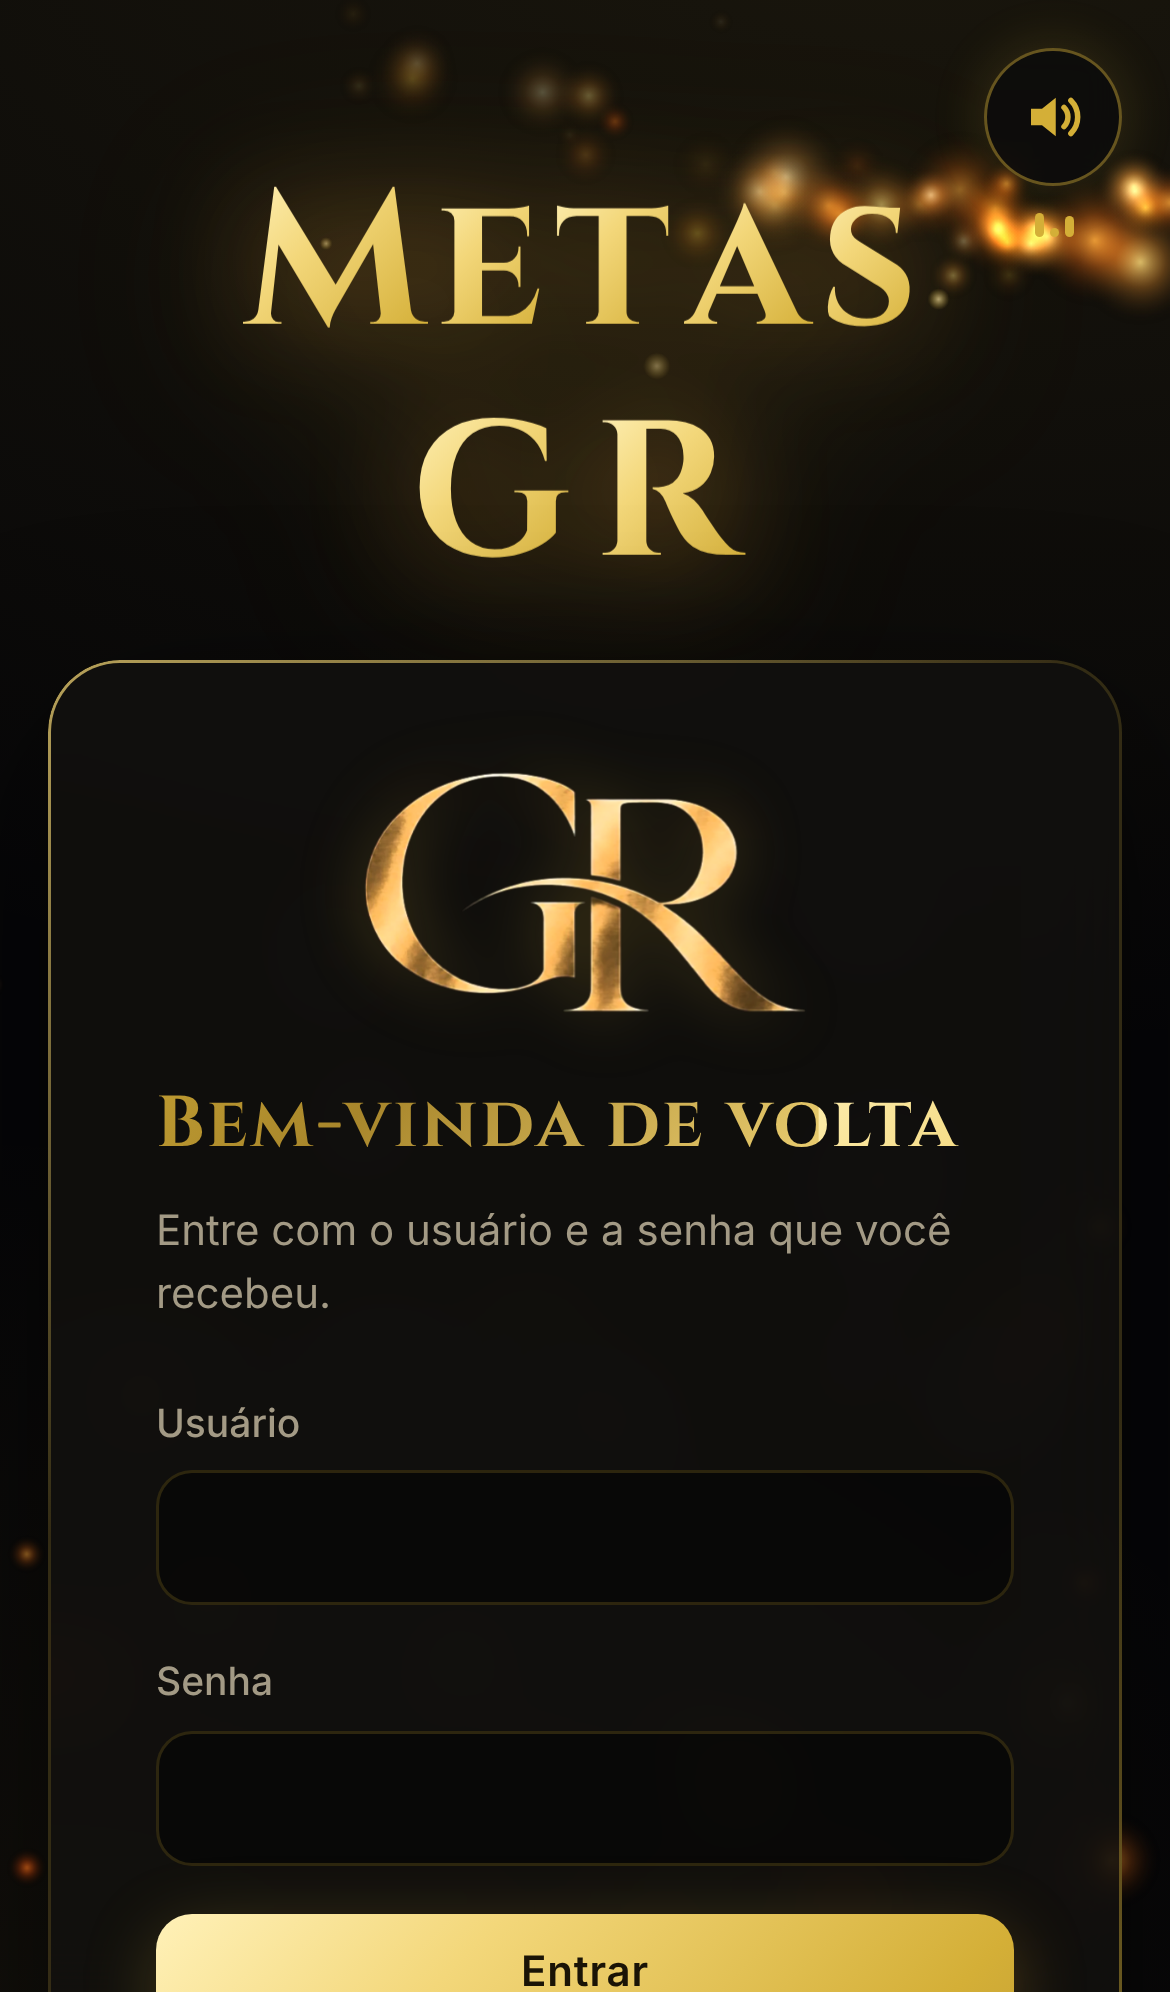 Metas
GR
GR
Bem-vinda de volta
Entre com o usuário e a senha que você
recebeu.
Usuário
Senha
Entrar